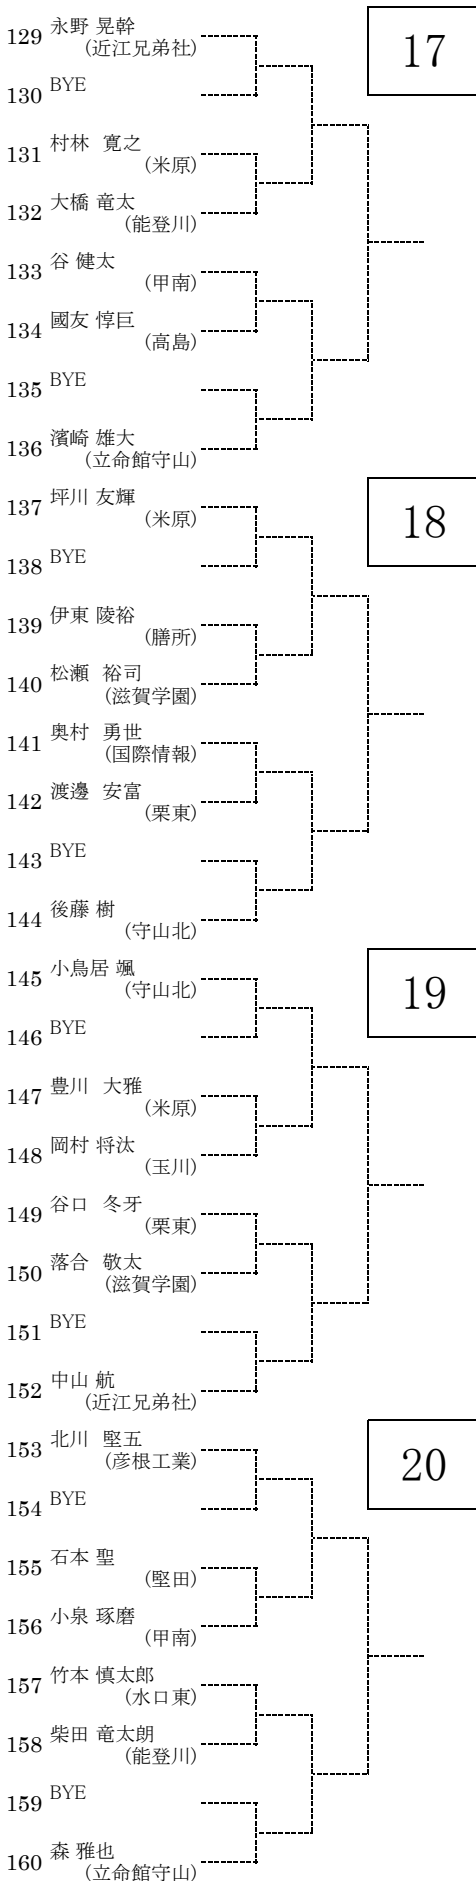 17
129 永野 晃幹
(近江兄弟社)
130 BYE
131 村林 寛之
(米原)
132 大橋 竜太
(能登川)
133 谷 健太
(甲南)
134 國友 惇巨
(高島)
135 BYE
136 濱崎 雄大
(立命館守山)
18
137 坪川 友輝
(米原)
138 BYE
139 伊東 陵裕
(膳所)
140 松瀬 裕司
(滋賀学園)
141 奥村 勇世
(国際情報)
142 渡邊 安富
(栗東)
143 BYE
144 後藤 樹
(守山北)
19
145 小鳥居 颯
(守山北)
146 BYE
147 豊川 大雅
(米原)
148 岡村 将汰
(玉川)
149 谷口 冬牙
(栗東)
150 落合 敬太
(滋賀学園)
151 BYE
152 中山 航
(近江兄弟社)
20
153 北川 堅五
(彦根工業)
154 BYE
155 石本 聖
(堅田)
156 小泉 琢磨
(甲南)
157 竹本 慎太郎
(水口東)
158 柴田 竜太朗
(能登川)
159 BYE
160 森 雅也
(立命館守山)